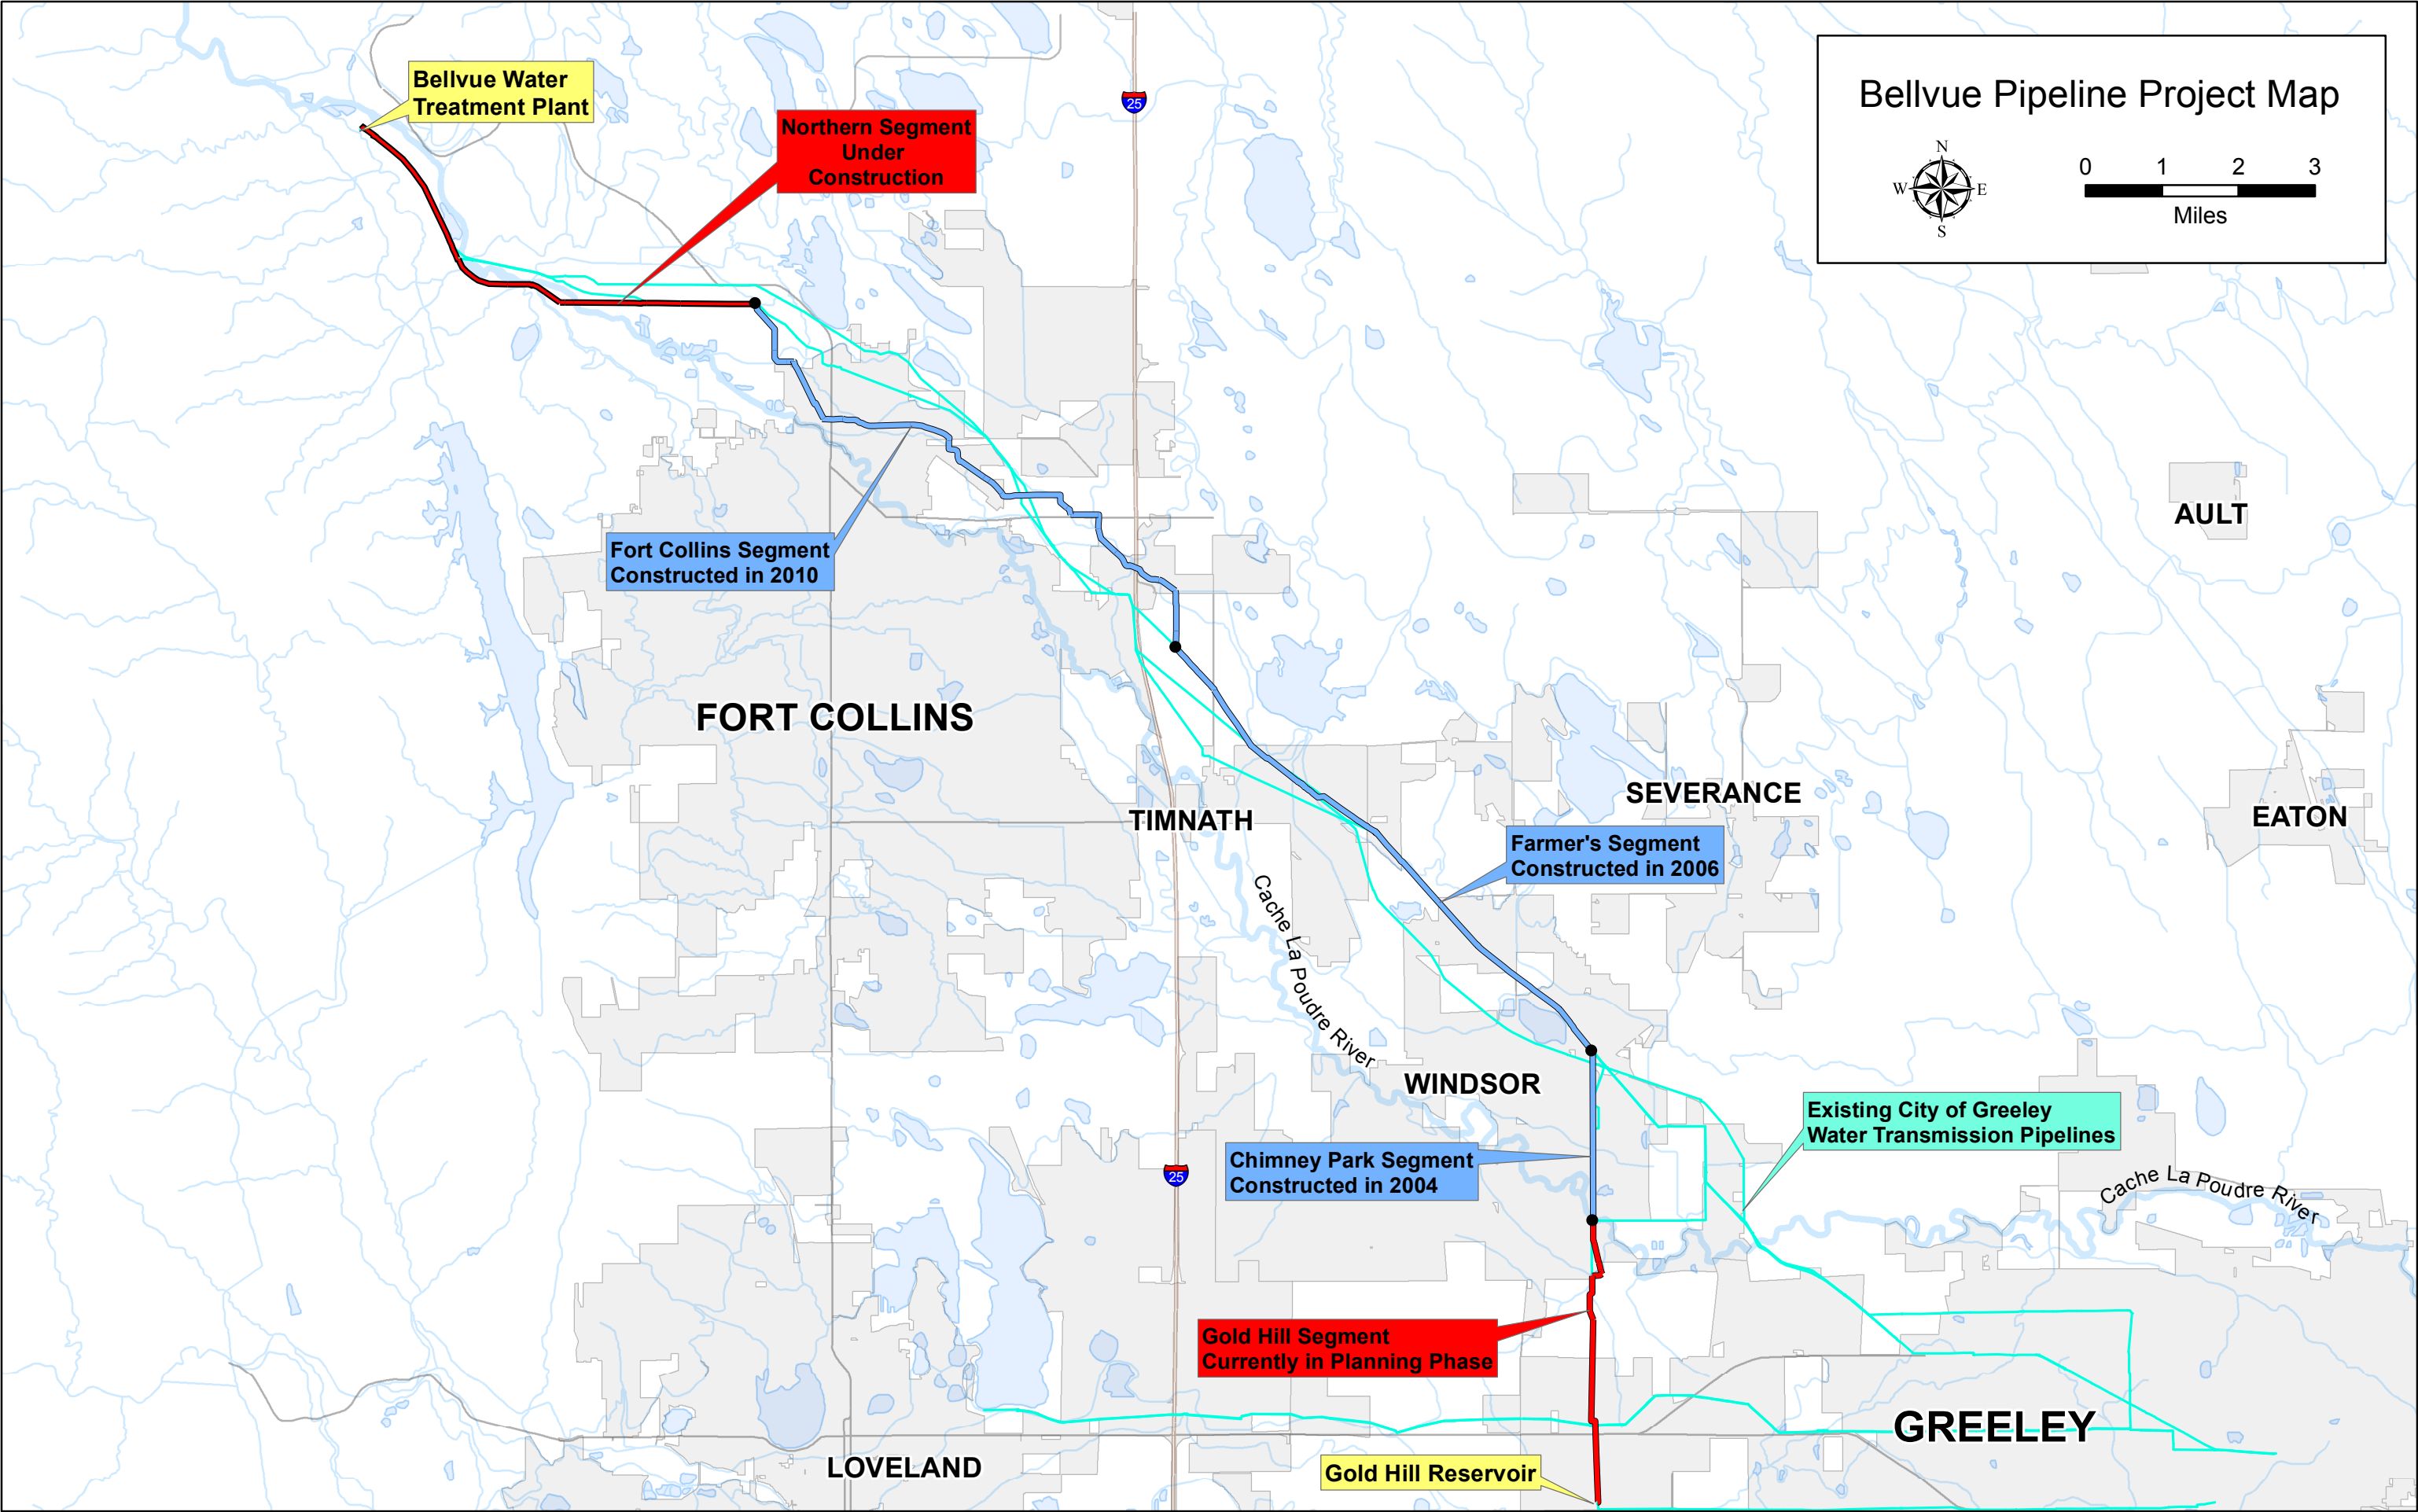 Bellvue Pipeline Project Map
N
W E
S
0 1 2 3
Miles
Bellvue Water
Treatment Plant
Northern Segment
Under
Construction
25
AULT
Fort Collins Segment
Constructed in 2010
FORT COLLINS
SEVERANCE
TIMNATH
EATON
Farmer's Segment
Constructed in 2006
Cache La Poudre River
WINDSOR
Existing City of Greeley
Water Transmission Pipelines
Chimney Park Segment
Constructed in 2004
25
Cache La Poudre River
Gold Hill Segment
Currently in Planning Phase
GREELEY
LOVELAND
Gold Hill Reservoir